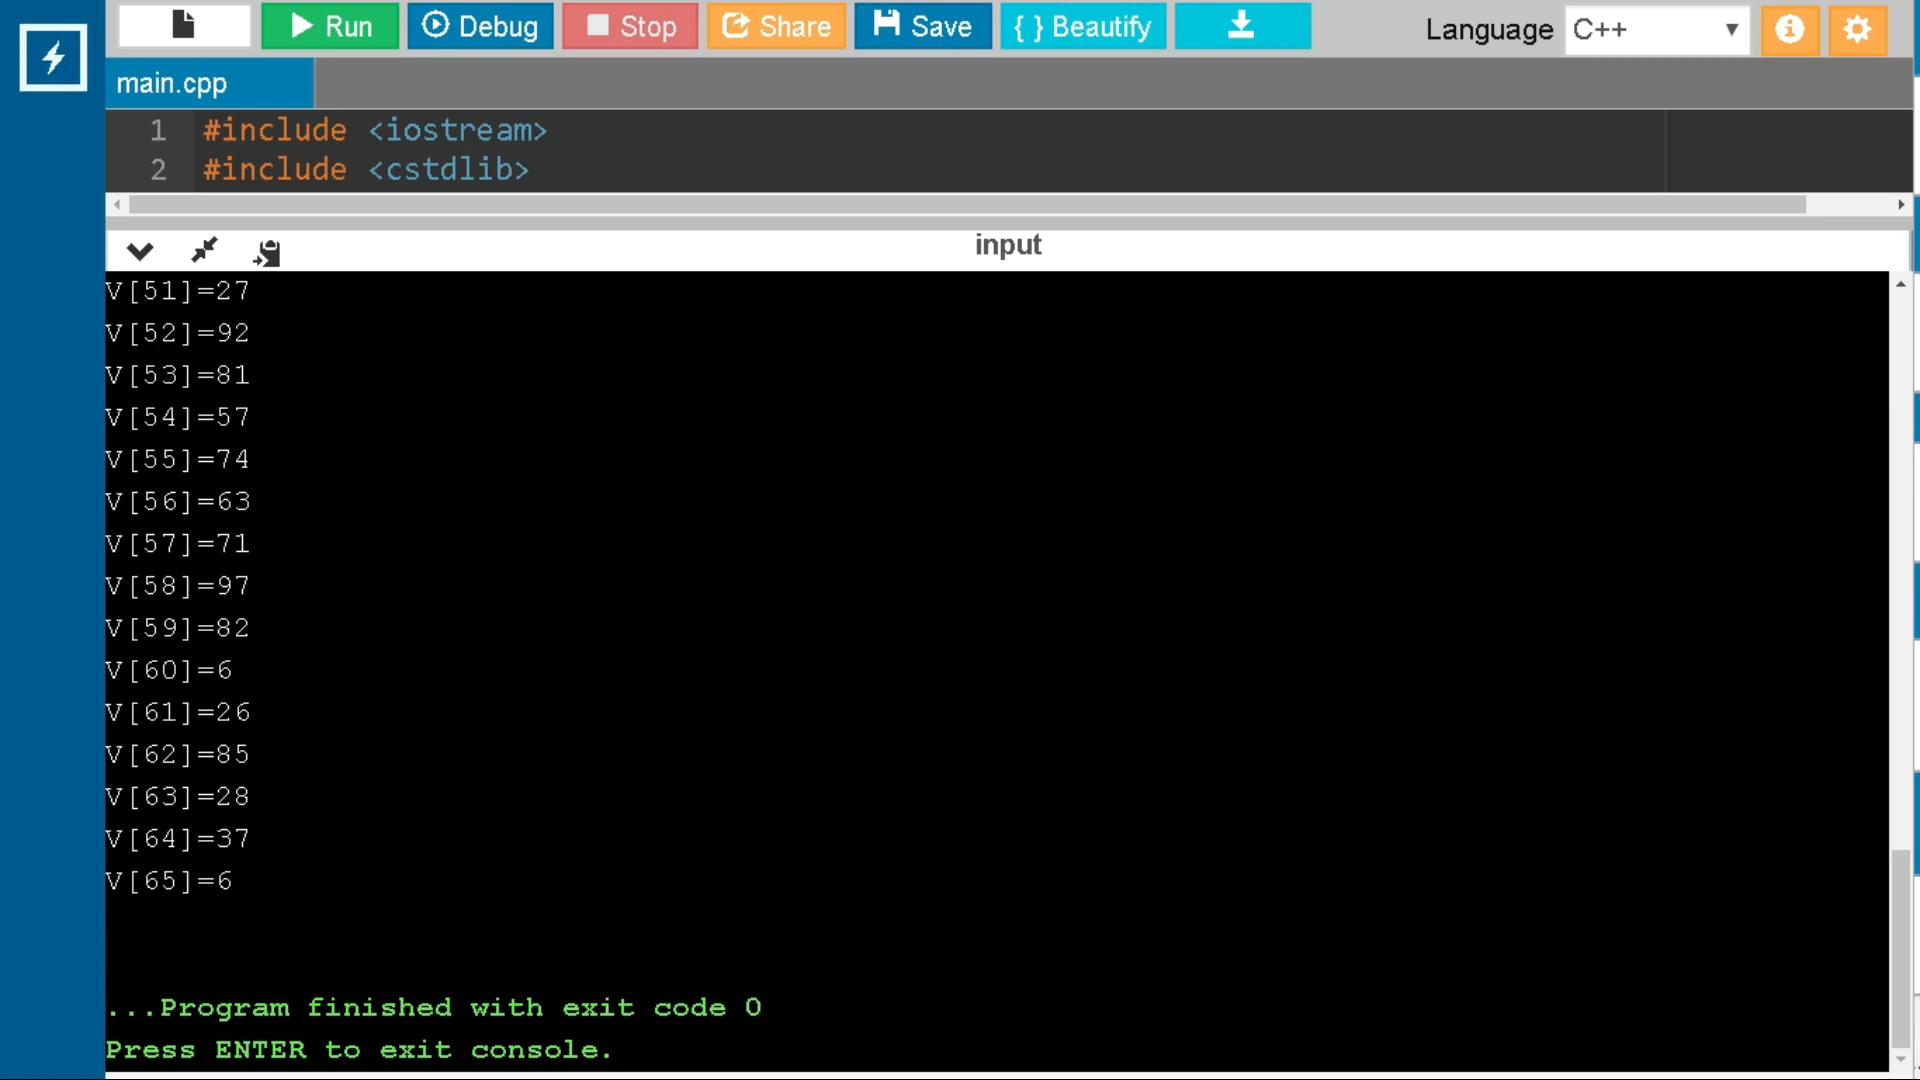 Run Debug Stop Share Save { } Beautify Language C++
main.cpp
1 #include <iostream>
2 #include <cstdlib>
input
V[51]=27
V[52]=92
V[53]=81
V[54]=57
V[55]=74
V[56]=63
V[57]=71
V[58]=97
V[59]=82
V[60]=6
V[61]=26
V[62]=85
V[63]=28
V[64]=37
V[65]=6
...Program finished with exit code 0
Press ENTER to exit console.